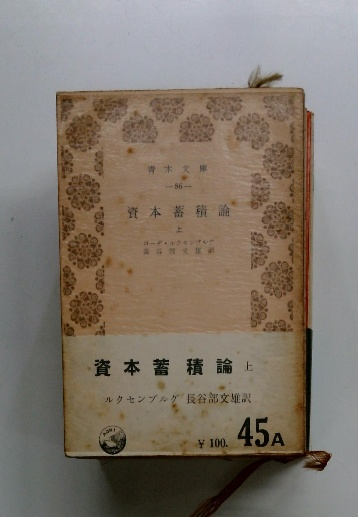 青木文庫
—86—
資本蓄積論
上
ローザ・ルクセンブルグ
長谷部文雄訳
資本蓄積論 上
ルクセンブルグ 長谷部文雄訳
¥100. 45A